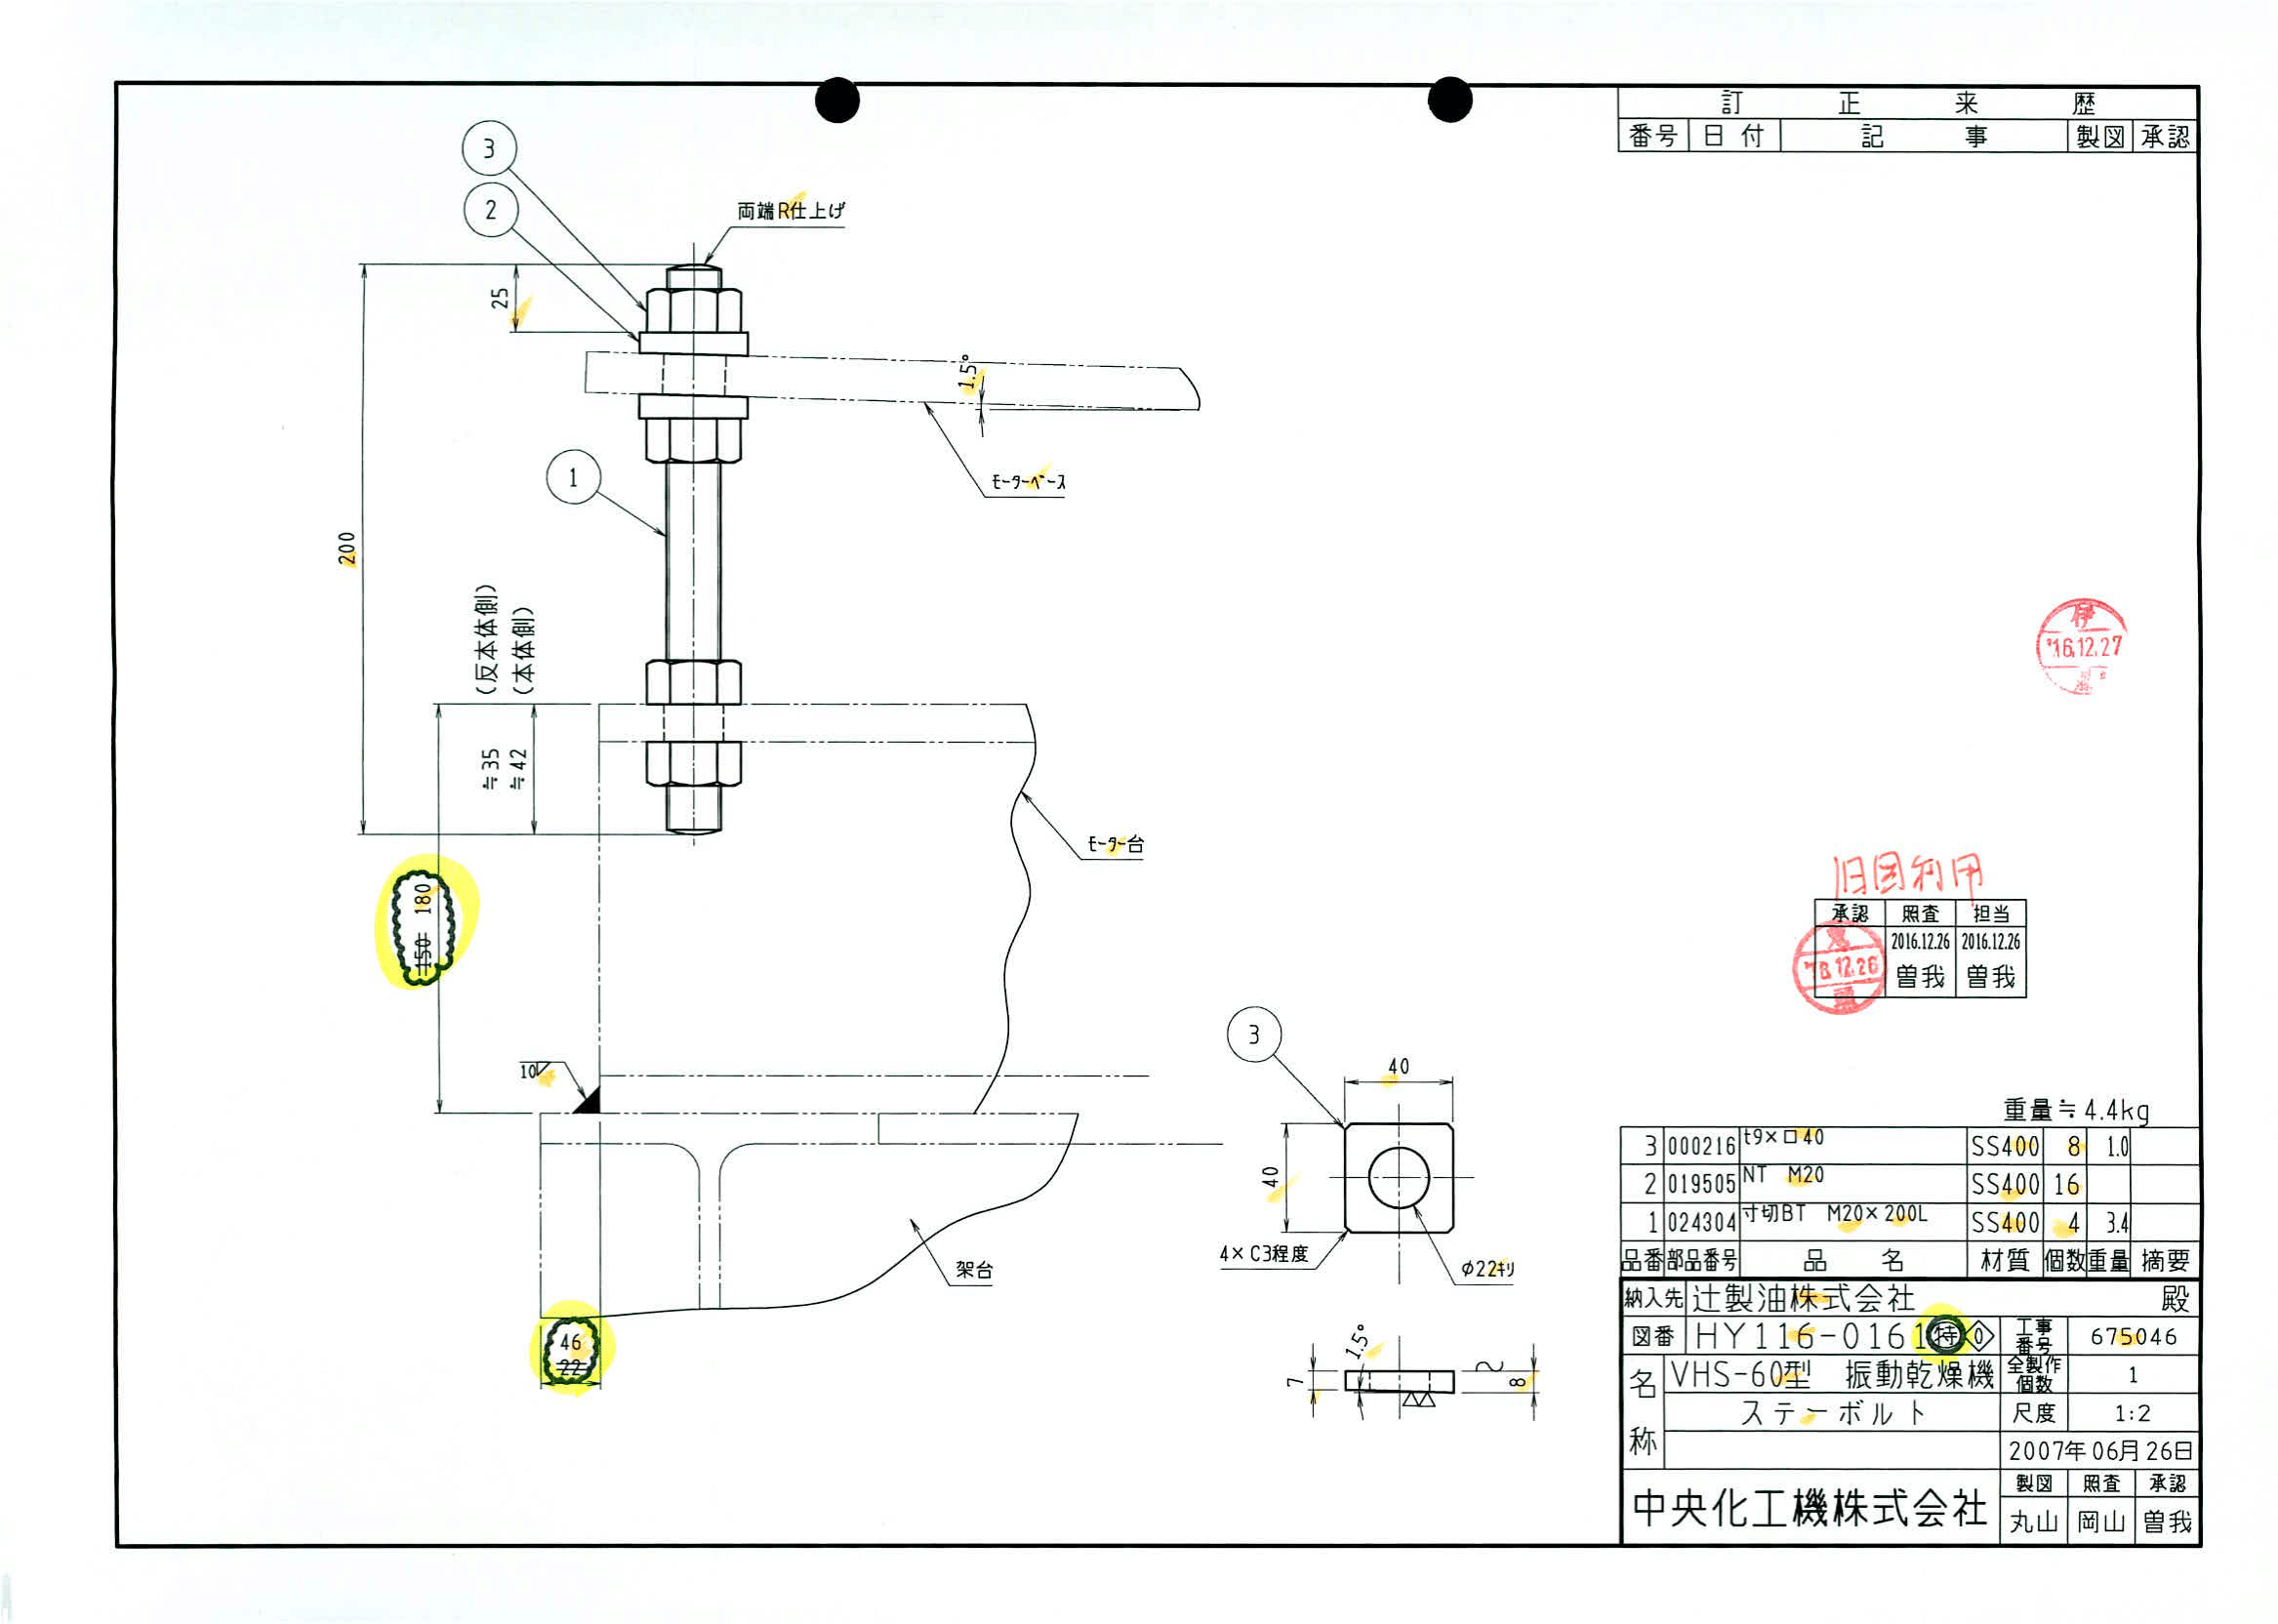 訂 正 来 歴
番号 日 付 記 事 製図 承認
3
2
両端R仕上げ
25
1.5°
モーターベース
1
200
(反本体側)
(本体側)
≒35
≒42
モーター台
180
150
10
架台
46
22
3
40
40
4×C3程度
φ22キリ
1.5°
7
8
'16.12.27
旧図利用
承認 照査 担当
2016.12.26 2016.12.26
曽我 曽我
重量≒4.4kg
3 000216 t9×□40 SS400 8 1.0
2 019505 NT M20 SS400 16
1 024304 寸切BT M20×200L SS400 4 3.4
品番 部品番号 品 名 材質 個数 重量 摘要
納入先 辻製油株式会社 殿
図番 HY116-0161 特 0 工事番号 675046
名称 VHS-60型 振動乾燥機 全製作個数 1
ステーボルト 尺度 1:2
2007年06月26日
中央化工機株式会社 製図 照査 承認
丸山 岡山 曽我